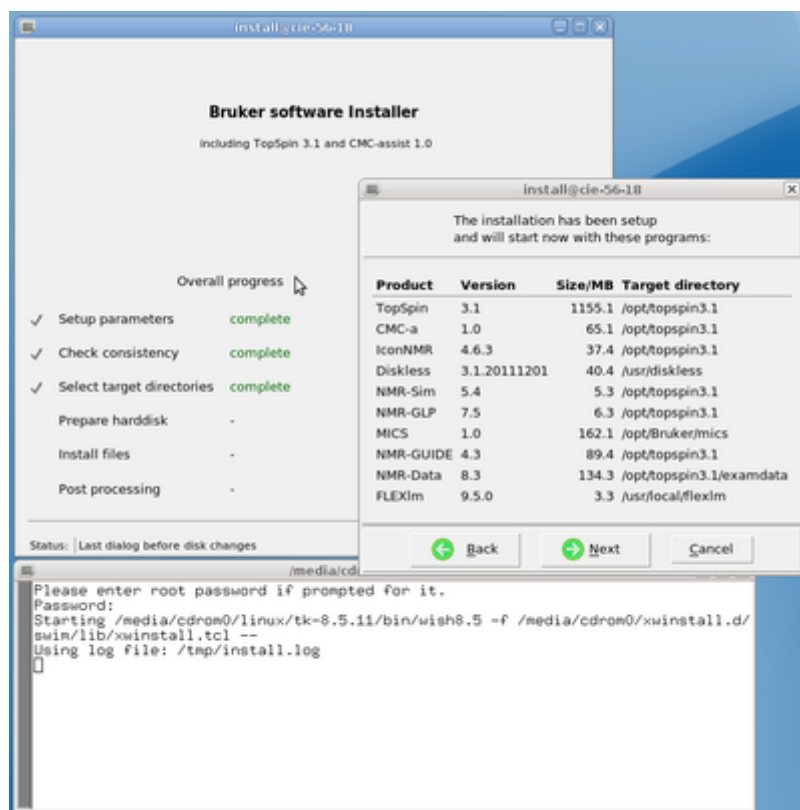 install@cie-56-18
Bruker software Installer
including TopSpin 3.1 and CMC-assist 1.0
Overall progress
✓ Setup parameters complete
✓ Check consistency complete
✓ Select target directories complete
Prepare harddisk -
Install files -
Post processing -
Status: Last dialog before disk changes
install@cie-56-18
The installation has been setup
and will start now with these programs:
Product Version Size/MB Target directory
TopSpin 3.1 1155.1 /opt/topspin3.1
CMC-a 1.0 65.1 /opt/topspin3.1
IconNMR 4.6.3 37.4 /opt/topspin3.1
Diskless 3.1.20111201 40.4 /usr/diskless
NMR-Sim 5.4 5.3 /opt/topspin3.1
NMR-GLP 7.5 6.3 /opt/topspin3.1
MICS 1.0 162.1 /opt/Bruker/mics
NMR-GUIDE 4.3 89.4 /opt/topspin3.1
NMR-Data 8.3 134.3 /opt/topspin3.1/examdata
FLEXlm 9.5.0 3.3 /usr/local/flexlm
Back Next Cancel
/media/cd
Please enter root password if prompted for it.
Password:
Starting /media/cdrom0/linux/tk-8.5.11/bin/wish8.5 -f /media/cdrom0/xwinstall.d/
swim/lib/xwinstall.tcl --
Using log file: /tmp/install.log